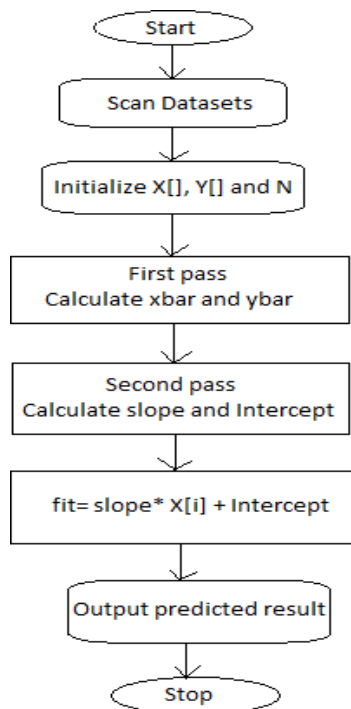 Start
Scan Datasets
Initialize X[], Y[] and N
First pass
Calculate xbar and ybar
Second pass
Calculate slope and Intercept
fit= slope* X[i] + Intercept
Output predicted result
Stop